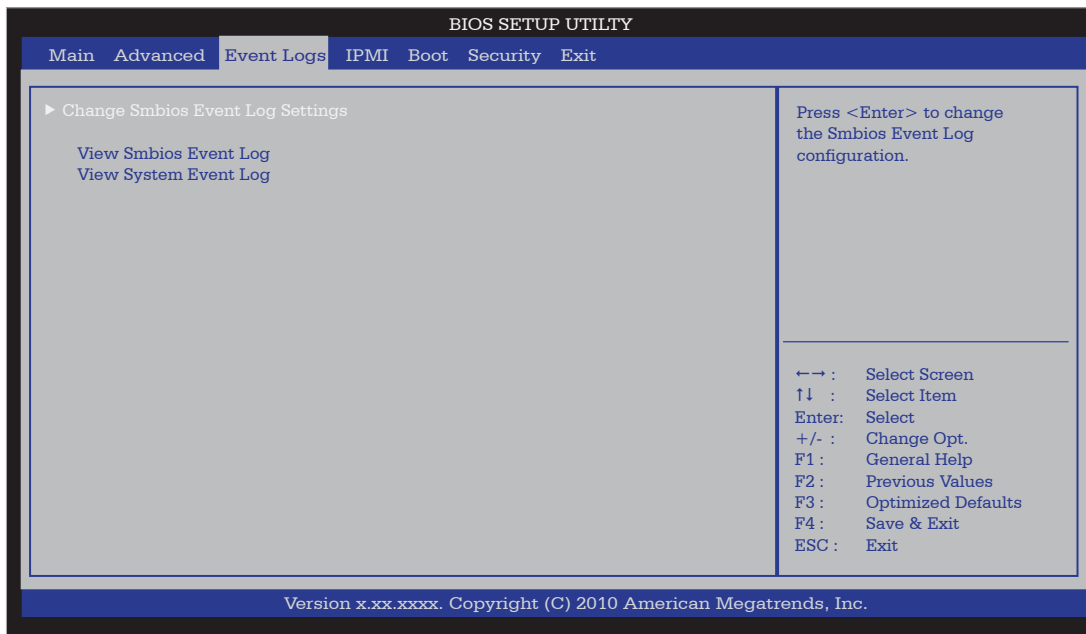 BIOS SETUP UTILTY
Main Advanced Event Logs IPMI Boot Security Exit
► Change Smbios Event Log Settings
View Smbios Event Log
View System Event Log
Press <Enter> to change
the Smbios Event Log
configuration.
←→ : Select Screen
↑↓ : Select Item
Enter: Select
+/- : Change Opt.
F1 : General Help
F2 : Previous Values
F3 : Optimized Defaults
F4 : Save & Exit
ESC : Exit
Version x.xx.xxxx. Copyright (C) 2010 American Megatrends, Inc.